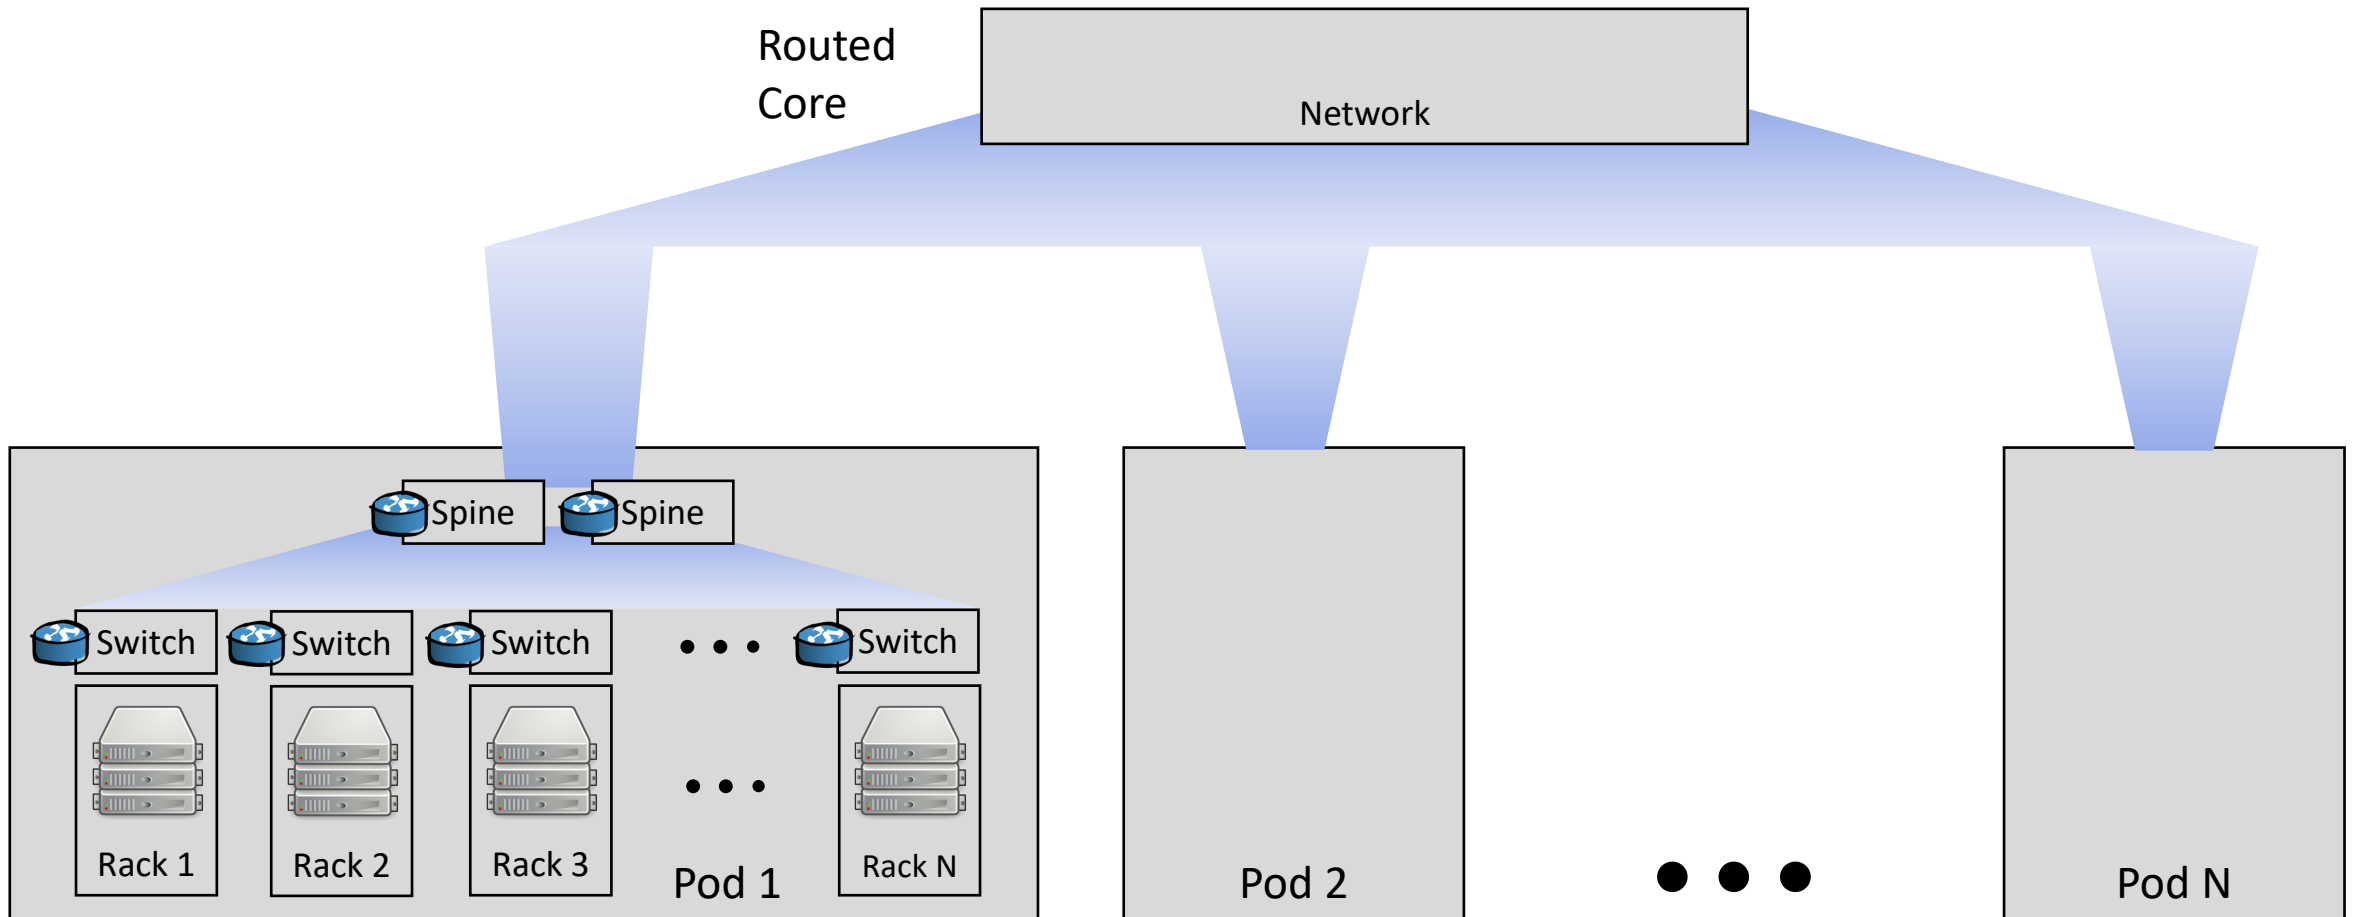 Routed
Core
Network
Spine
Spine
Switch
Switch
Switch
Switch
Rack 1
Rack 2
Rack 3
Rack N
Pod 1
Pod 2
Pod N